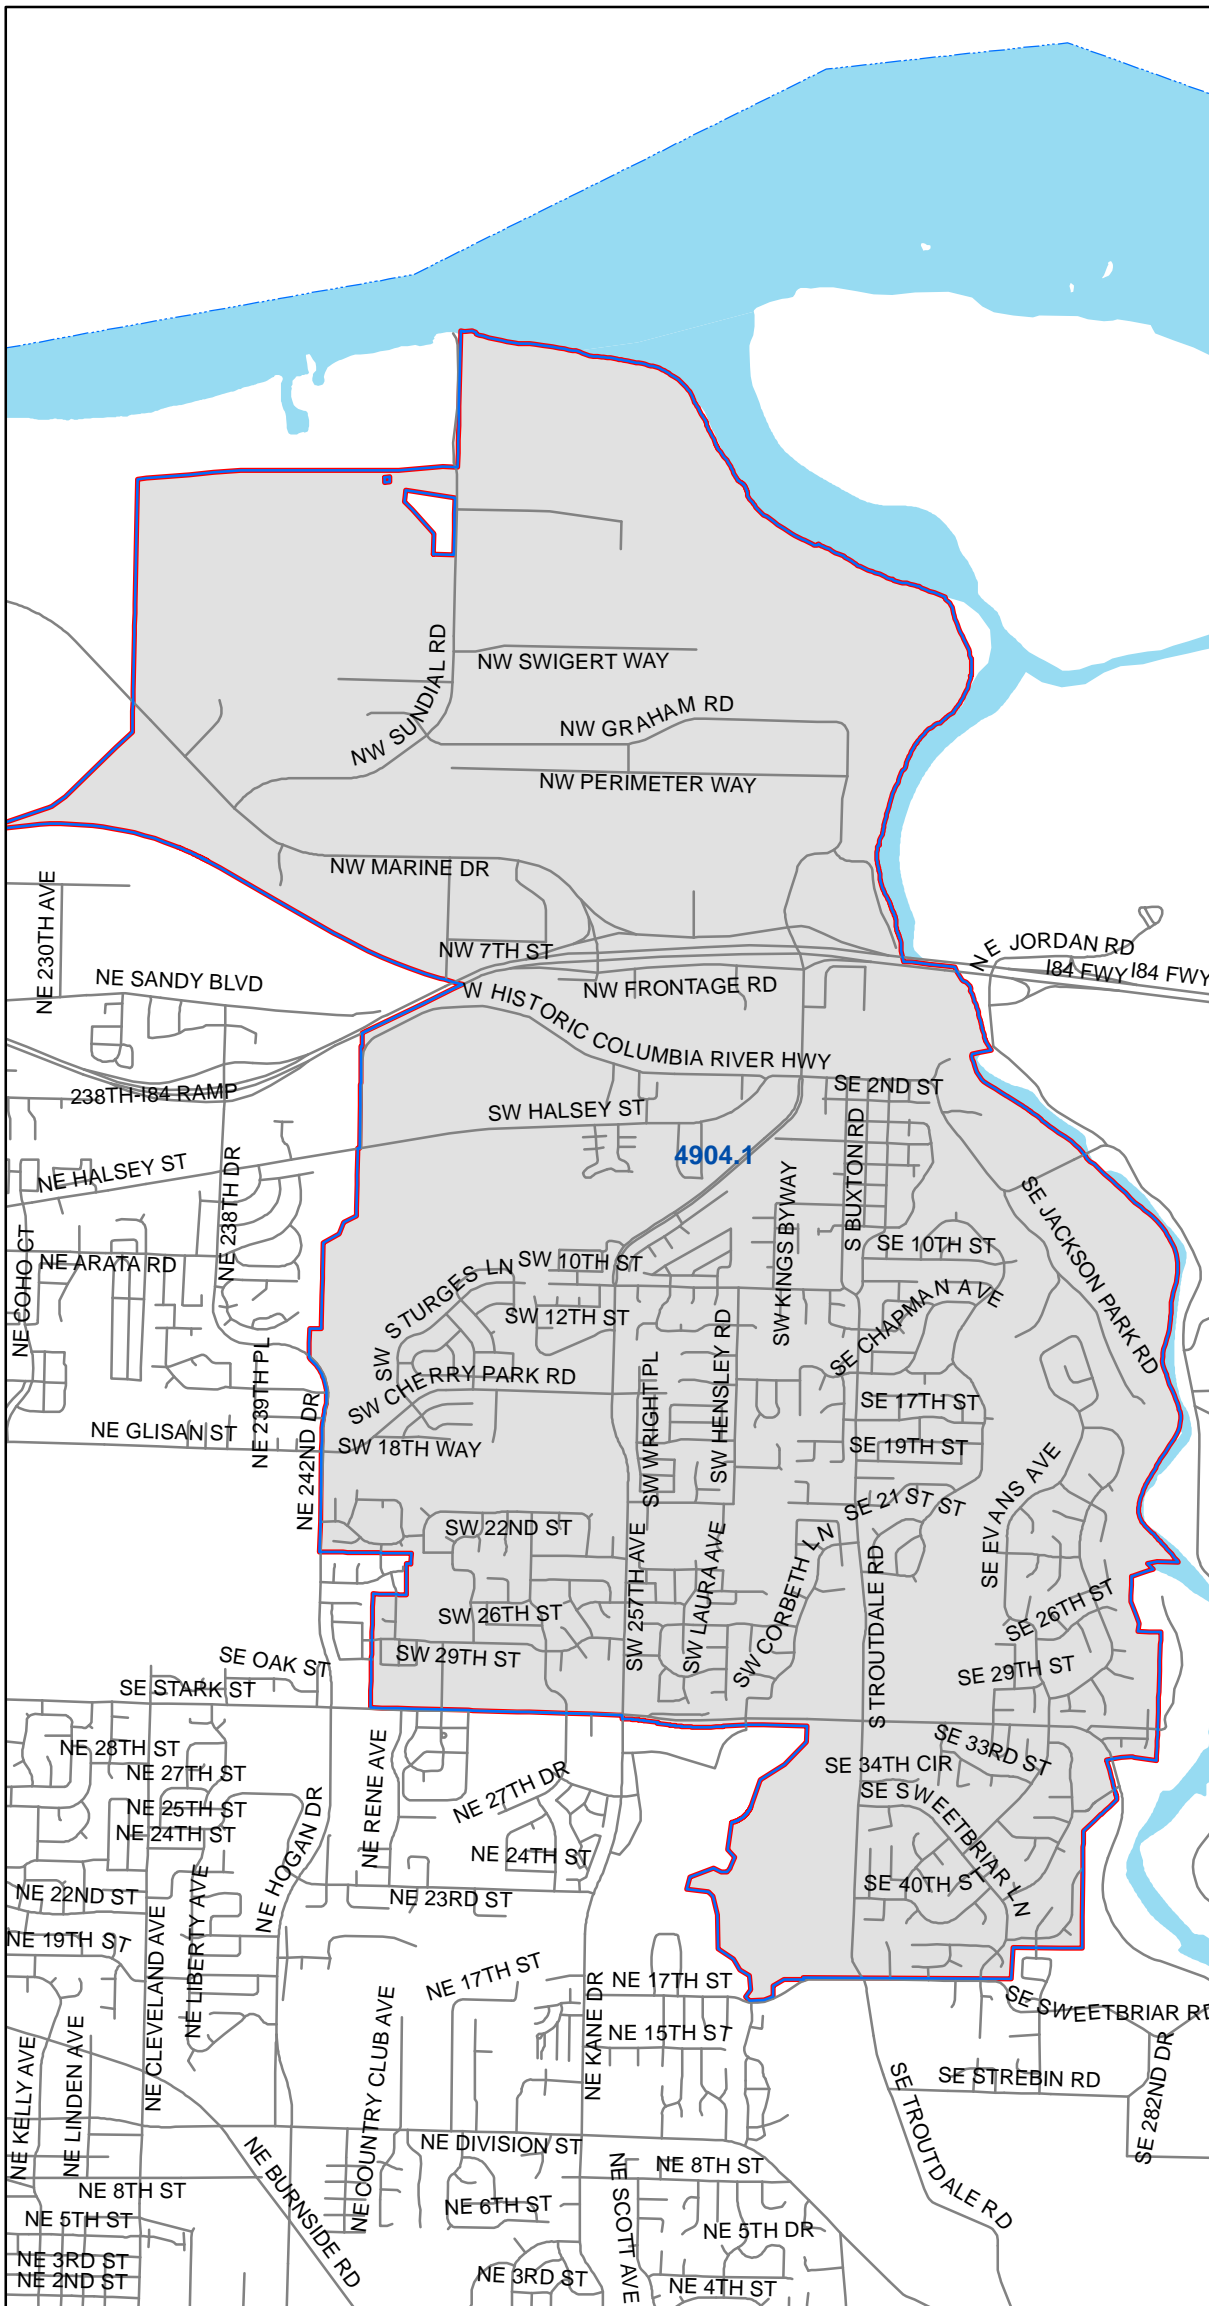 NW SUNDIAL RD
NW SWIGERT WAY
NW GRAHAM RD
NW PERIMETER WAY
NW MARINE DR
NE 230TH AVE
NW 7TH ST
NE JORDAN RD
I84 FWY
I84 FWY
NE SANDY BLVD
NW FRONTAGE RD
W HISTORIC COLUMBIA RIVER HWY
238TH-I84 RAMP
SE 2ND ST
SW HALSEY ST
4904.1
NE HALSEY ST
NE 238TH DR
S BUXTON RD
SW KINGS BYWAY
SE JACKSON PARK RD
NE COHO CT
NE ARATA RD
SW STURGES LN
SW 10TH ST
SE 10TH ST
SW 12TH ST
SE CHAPMAN AVE
NE 239TH PL
SW CHERRY PARK RD
SW WRIGHT PL
SW HENSLEY RD
SE 17TH ST
NE GLISAN ST
NE 242ND DR
SW 18TH WAY
SE 19TH ST
SE 21ST ST
SE EVANS AVE
SW 22ND ST
SW 257TH AVE
SW LAURA AVE
SW CORBETH LN
S TROUTDALE RD
SW 26TH ST
SE 26TH ST
SW 29TH ST
SE OAK ST
SE 29TH ST
SE STARK ST
NE 28TH ST
NE 27TH ST
NE RENE AVE
SE 33RD ST
SE 34TH CIR
NE 27TH DR
SE SWEETBRIAR LN
NE 25TH ST
NE HOGAN DR
NE 24TH ST
NE 24TH ST
NE 22ND ST
NE 23RD ST
SE 40TH ST
NE LIBERTY AVE
NE CLEVELAND AVE
NE 19TH ST
NE 17TH ST
NE 17TH ST
SE SWEETBRIAR RD
NE COUNTRY CLUB AVE
NE KANE DR
NE 15TH ST
NE KELLY AVE
NE LINDEN AVE
SE STREBIN RD
SE 282ND DR
SE TROUTDALE RD
NE DIVISION ST
NE BURNSIDE RD
NE 8TH ST
NE 8TH ST
NE SCOTT AVE
NE 5TH ST
NE 6TH ST
NE 5TH DR
NE 3RD ST
NE 2ND ST
NE 3RD ST
NE 4TH ST